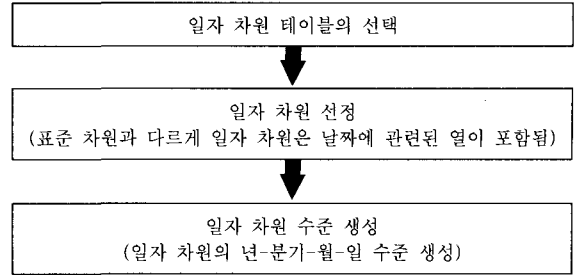 일자 차원 테이블의 선택
일자 차원 선정
(표준 차원과 다르게 일자 차원은 날짜에 관련된 열이 포함됨)
일자 차원 수준 생성
(일자 차원의 년-분기-월-일 수준 생성)